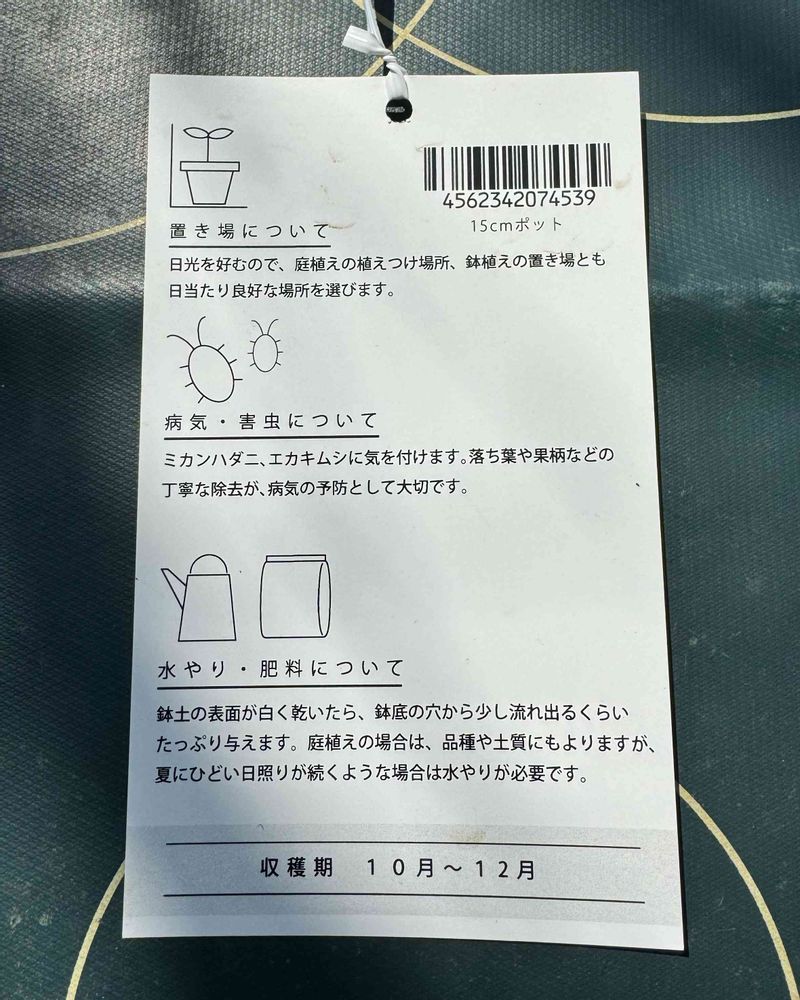 4562342074539
15cmポット
置き場について
日光を好むので、庭植えの植えつけ場所、鉢植えの置き場とも
日当たり良好な場所を選びます。
病気・害虫について
ミカンハダニ、エカキムシに気を付けます。落ち葉や果柄などの
丁寧な除去が、病気の予防として大切です。
水やり・肥料について
鉢土の表面が白く乾いたら、鉢底の穴から少し流れ出るくらい
たっぷり与えます。庭植えの場合は、品種や土質にもよりますが、
夏にひどい日照りが続くような場合は水やりが必要です。
収穫期 10月~12月